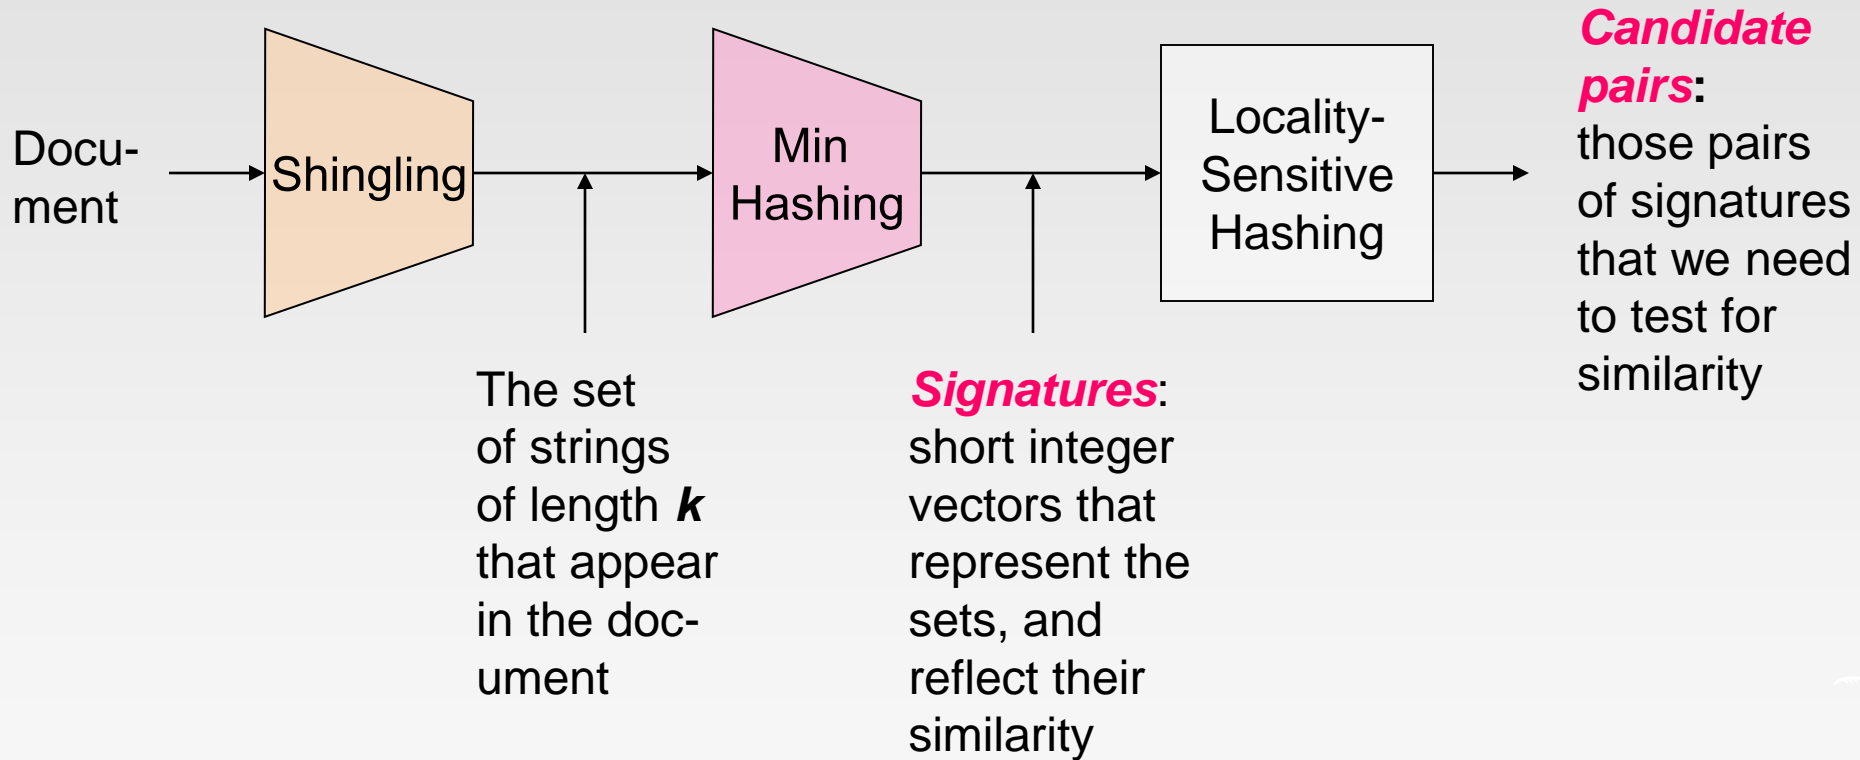 Docu-
ment
Shingling
The set
of strings
of length k
that appear
in the doc-
ument
Min
Hashing
Signatures:
short integer
vectors that
represent the
sets, and
reflect their
similarity
Locality-
Sensitive
Hashing
Candidate
pairs:
those pairs
of signatures
that we need
to test for
similarity